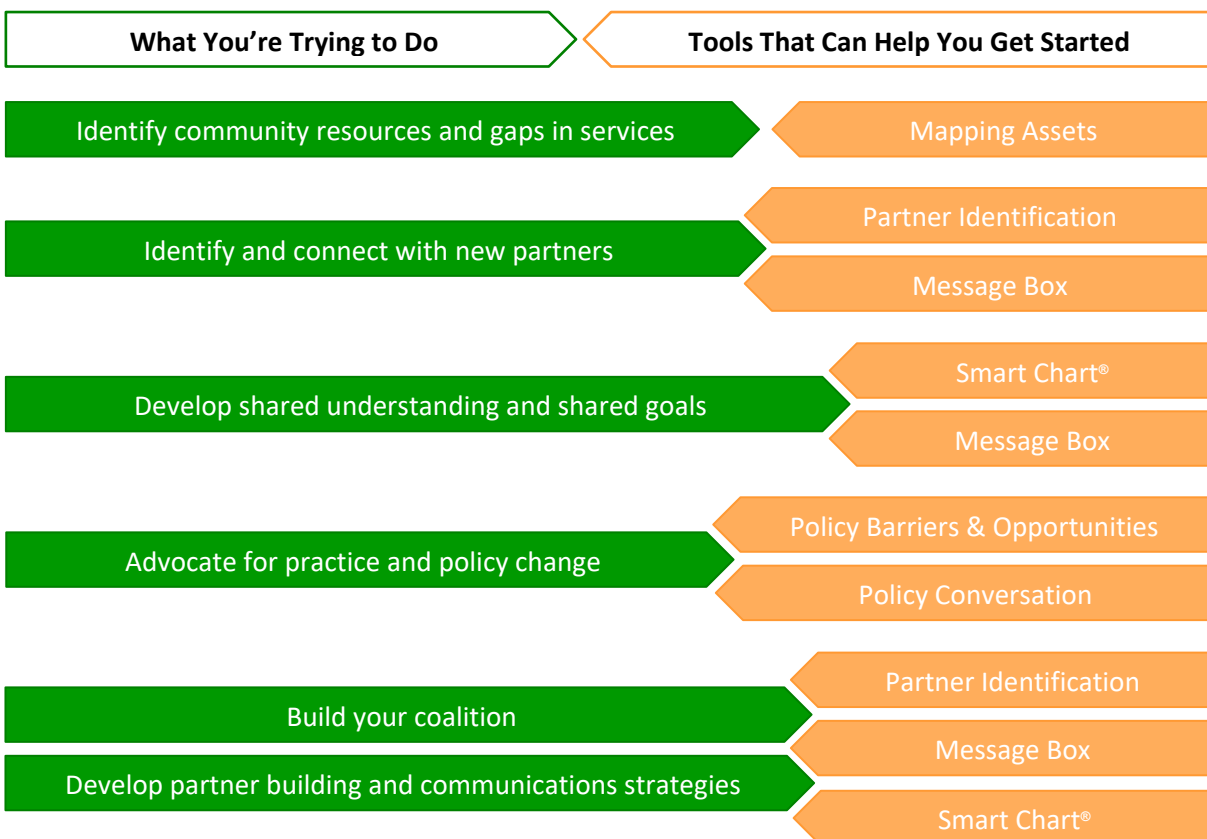 What You’re Trying to Do
Tools That Can Help You Get Started
Identify community resources and gaps in services
Mapping Assets
Identify and connect with new partners
Partner Identification
Message Box
Develop shared understanding and shared goals
Smart Chart®
Message Box
Advocate for practice and policy change
Policy Barriers & Opportunities
Policy Conversation
Build your coalition
Develop partner building and communications strategies
Partner Identification
Message Box
Smart Chart®